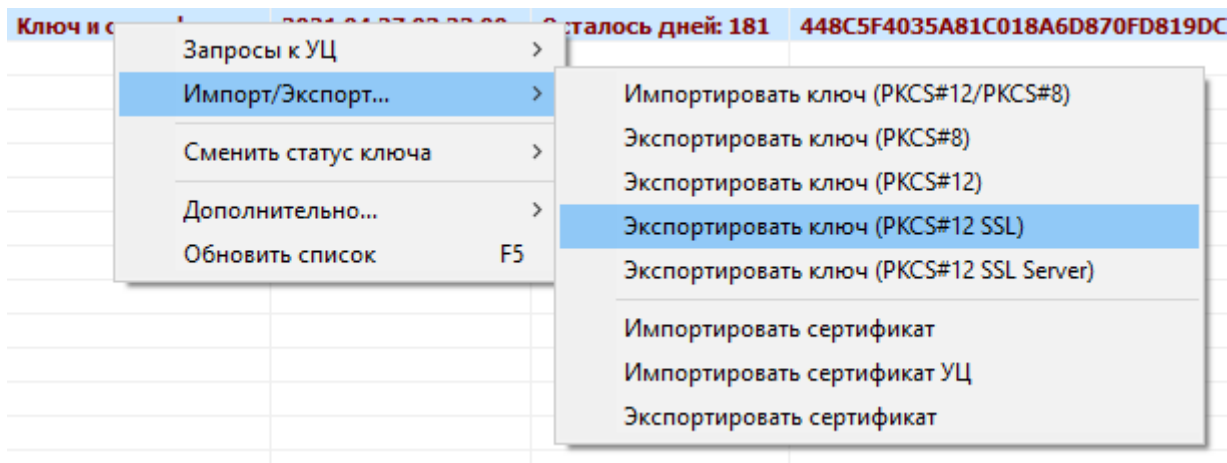 Ключ и с
сталось дней: 181 448C5F4035A81C018A6D870FD819DC
Запросы к УЦ
Импорт/Экспорт...
Сменить статус ключа
Дополнительно...
Обновить список F5
Импортировать ключ (PKCS#12/PKCS#8)
Экспортировать ключ (PKCS#8)
Экспортировать ключ (PKCS#12)
Экспортировать ключ (PKCS#12 SSL)
Экспортировать ключ (PKCS#12 SSL Server)
Импортировать сертификат
Импортировать сертификат УЦ
Экспортировать сертификат